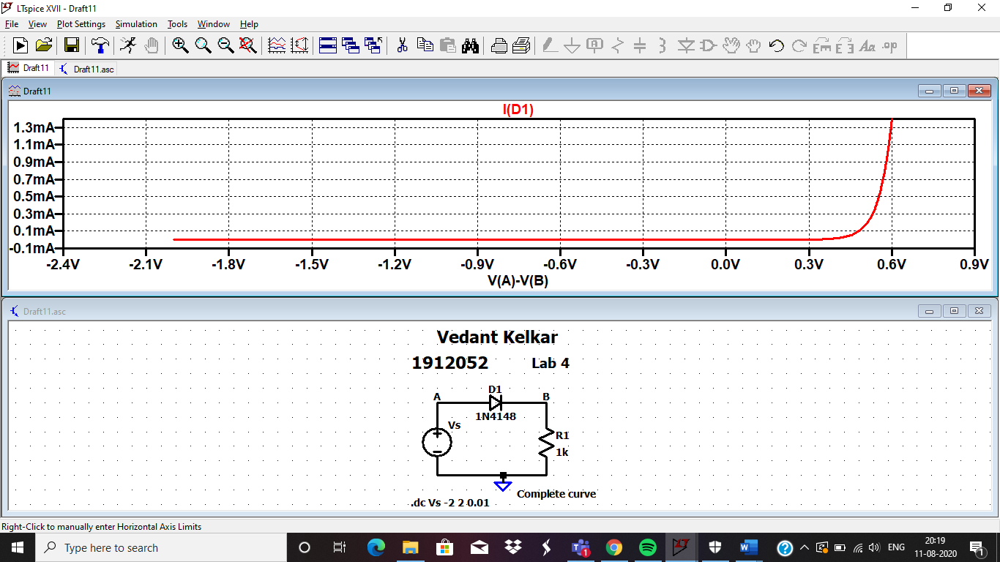 LTspice XVII - Draft11
File View Plot Settings Simulation Tools Window Help
Draft11 Draft11.asc
Draft11
I(D1)
1.3mA
1.1mA
0.9mA
0.7mA
0.5mA
0.3mA
0.1mA
-0.1mA
-2.4V -2.1V -1.8V -1.5V -1.2V -0.9V -0.6V -0.3V 0.0V 0.3V 0.6V 0.9V
V(A)-V(B)
Draft11.asc
Vedant Kelkar
1912052 Lab 4
D1
A B
1N4148
Vs
R1
1k
Complete curve
.dc Vs -2 2 0.01
Right-Click to manually enter Horizontal Axis Limits
Type here to search
ENG
20:19
11-08-2020